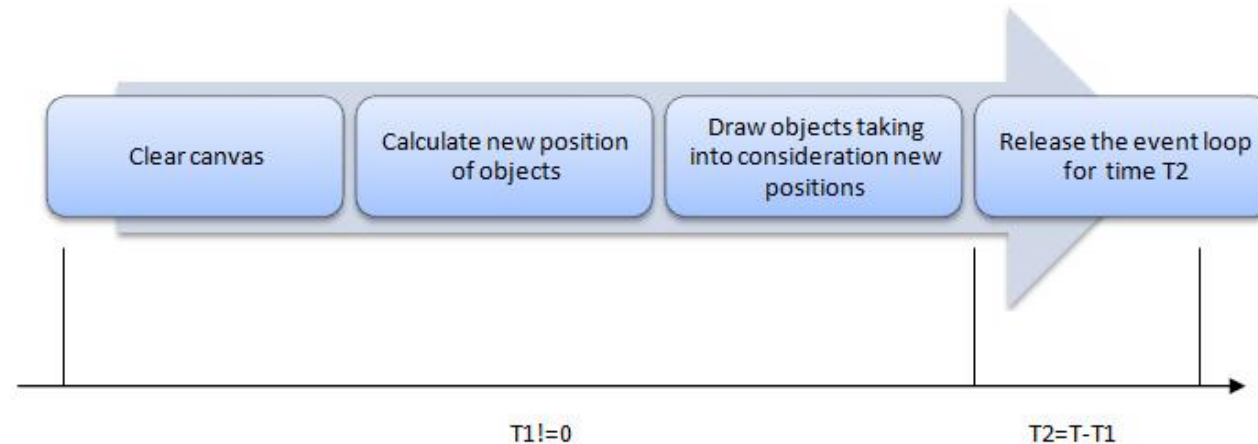 Clear canvas
Calculate new position
of objects
Draw objects taking
into consideration new
positions
Release the event loop
for time T2
T1!=0
T2=T-T1